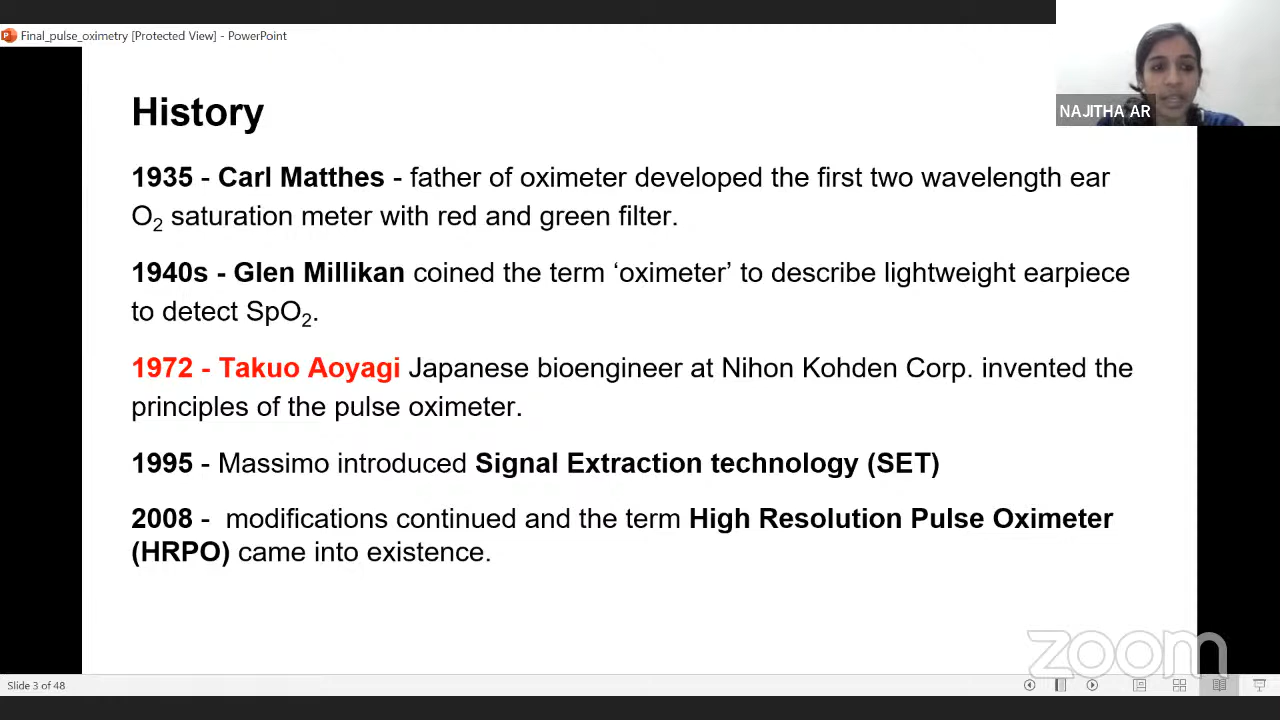 Final_pulse_oximetry [Protected View] - PowerPoint
NAJITHA AR
History
1935 - Carl Matthes - father of oximeter developed the first two wavelength ear
O2 saturation meter with red and green filter.
1940s - Glen Millikan coined the term ‘oximeter’ to describe lightweight earpiece
to detect SpO2.
1972 - Takuo Aoyagi Japanese bioengineer at Nihon Kohden Corp. invented the
principles of the pulse oximeter.
1995 - Massimo introduced Signal Extraction technology (SET)
2008 - modifications continued and the term High Resolution Pulse Oximeter
(HRPO) came into existence.
zoom
Slide 3 of 48